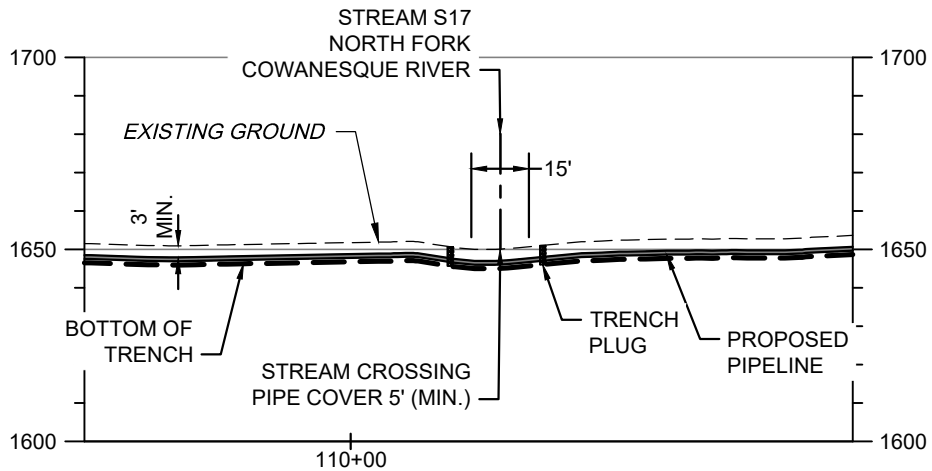 STREAM S17
NORTH FORK
COWANESQUE RIVER
1700
1700
EXISTING GROUND
15'
3'
MIN.
1650
1650
BOTTOM OF
TRENCH
TRENCH
PLUG
PROPOSED
PIPELINE
STREAM CROSSING
PIPE COVER 5' (MIN.)
1600
1600
110+00